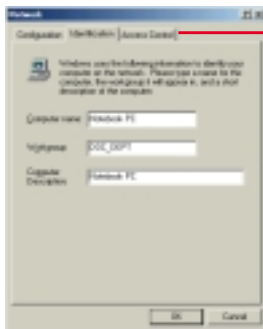 Network
Configuration Identification Access Control
Windows uses the following information to identify your
computer on the network. Please type a name for the
computer, the workgroup it will appear in, and a short
description of the computer.
Computer name: Notebook PC
Workgroup: DOC_DEPT
Computer
Description: Notebook PC
OK Cancel